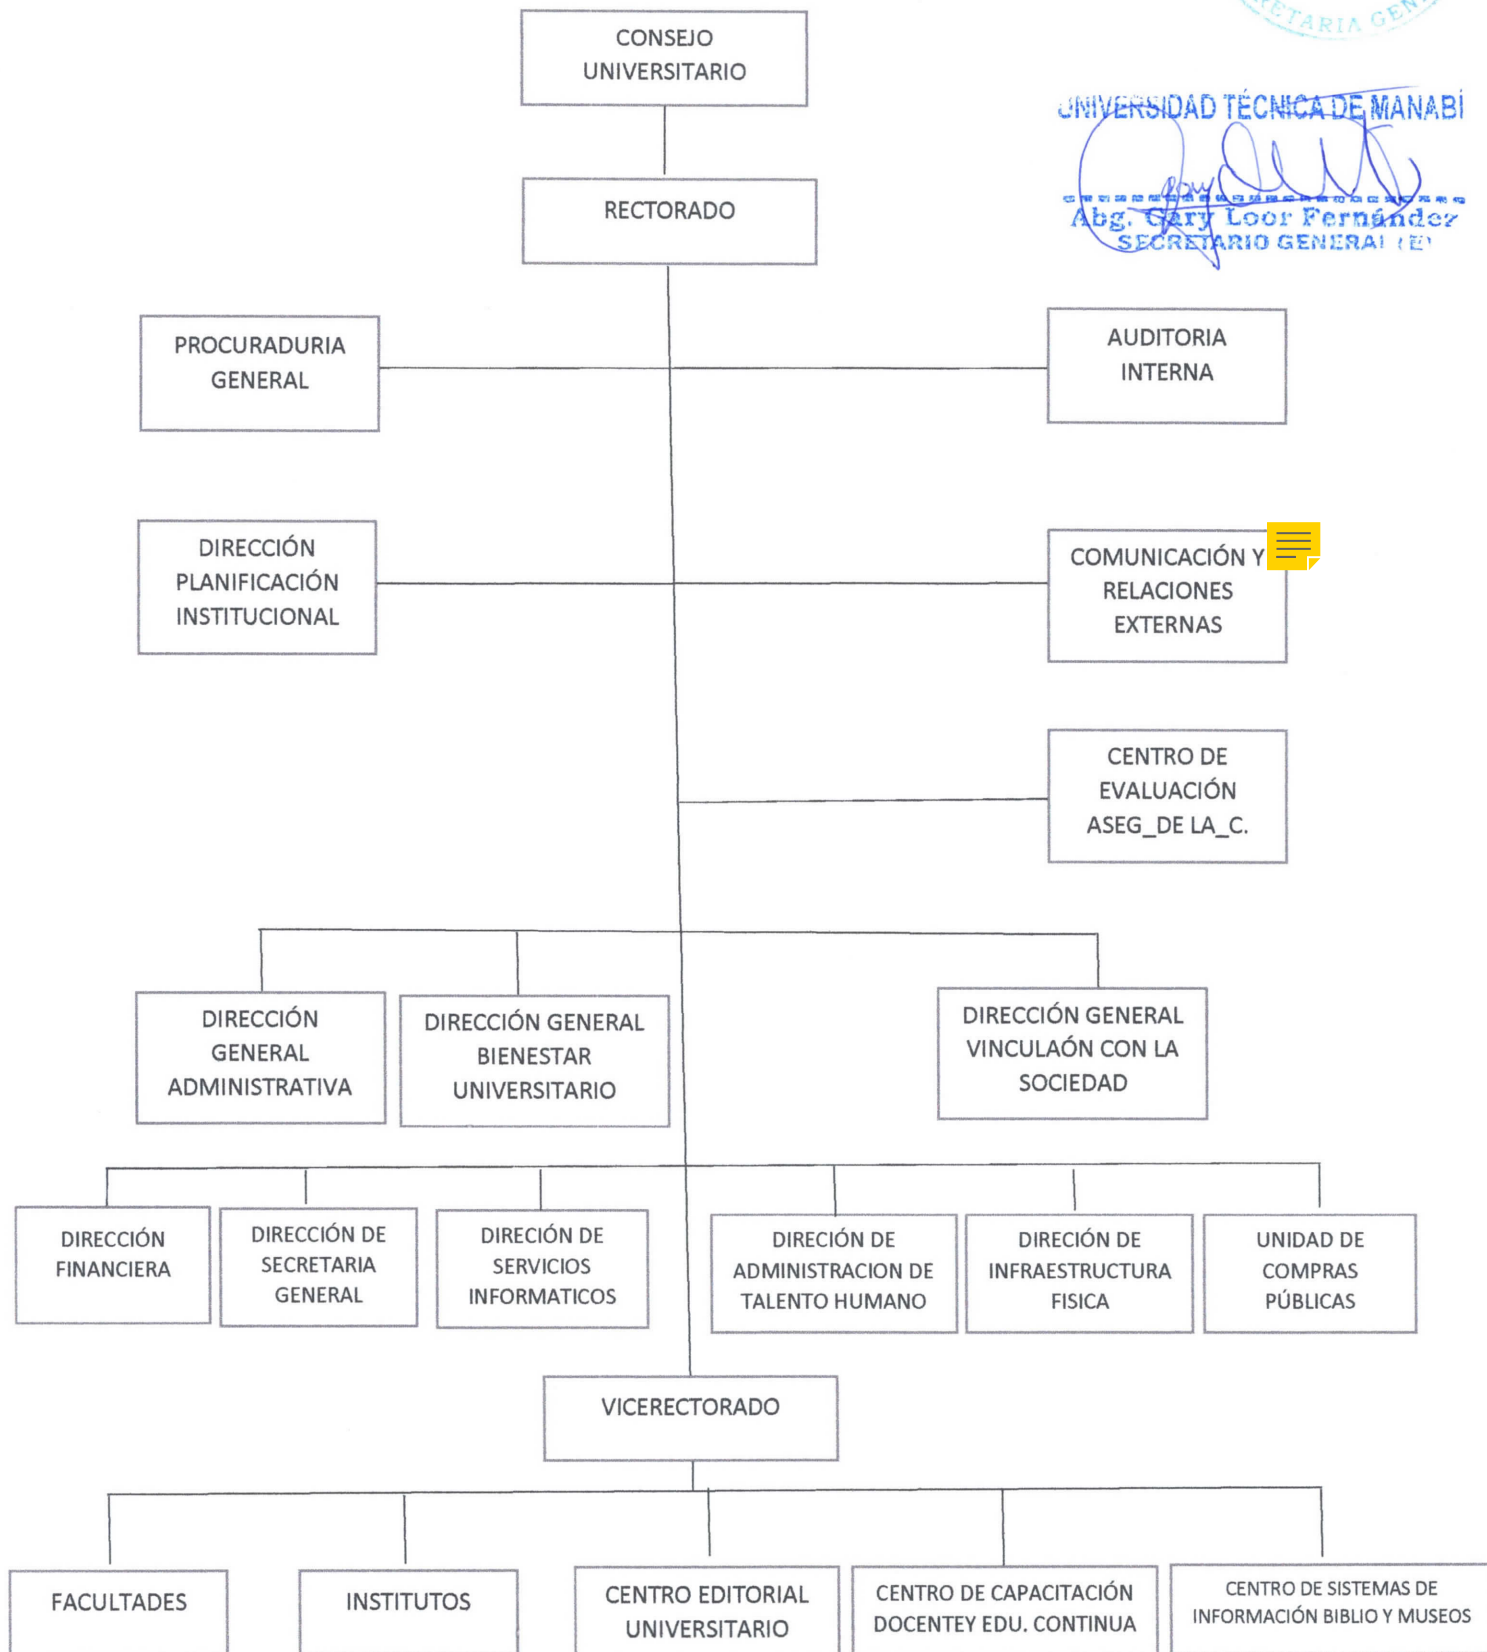 CONSEJO
UNIVERSITARIO
UNIVERSIDAD TÉCNICA DE MANABÍ
Abg. Gary Loor Fernández
SECRETARIO GENERAL (E)
RECTORADO
PROCURADURIA
GENERAL
AUDITORIA
INTERNA
DIRECCIÓN
PLANIFICACIÓN
INSTITUCIONAL
COMUNICACIÓN Y
RELACIONES
EXTERNAS
CENTRO DE
EVALUACIÓN
ASEG_DE LA_C.
DIRECCIÓN
GENERAL
ADMINISTRATIVA
DIRECCIÓN GENERAL
BIENESTAR
UNIVERSITARIO
DIRECCIÓN GENERAL
VINCULAÓN CON LA
SOCIEDAD
DIRECCIÓN
FINANCIERA
DIRECCIÓN DE
SECRETARIA
GENERAL
DIRECIÓN DE
SERVICIOS
INFORMATICOS
DIRECIÓN DE
ADMINISTRACION DE
TALENTO HUMANO
DIRECIÓN DE
INFRAESTRUCTURA
FISICA
UNIDAD DE
COMPRAS
PÚBLICAS
VICERECTORADO
FACULTADES
INSTITUTOS
CENTRO EDITORIAL
UNIVERSITARIO
CENTRO DE CAPACITACIÓN
DOCENTEY EDU. CONTINUA
CENTRO DE SISTEMAS DE
INFORMACIÓN BIBLIO Y MUSEOS